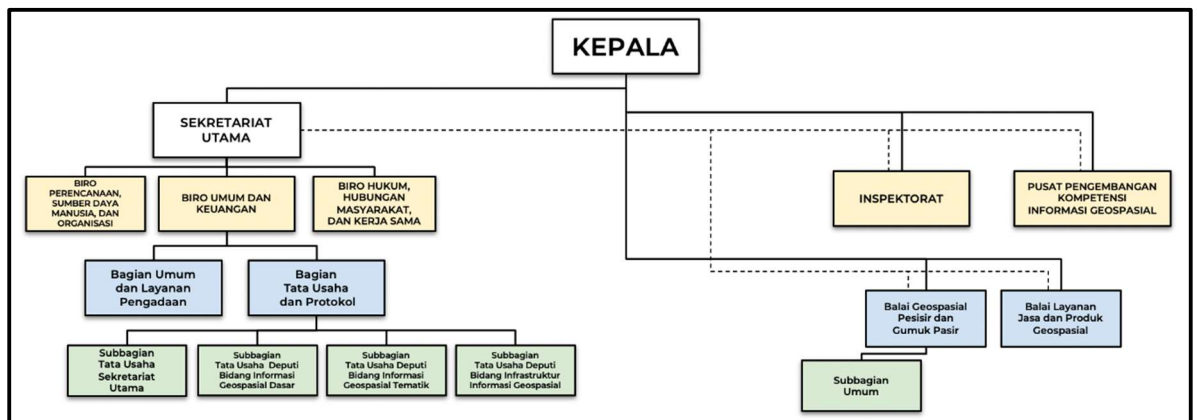 KEPALA
SEKRETARIAT
UTAMA
BIRO
PERENCANAAN,
SUMBER DAYA
MANUSIA, DAN
ORGANISASI
BIRO UMUM DAN
KEUANGAN
BIRO HUKUM,
HUBUNGAN
MASYARAKAT,
DAN KERJA SAMA
INSPEKTORAT
PUSAT PENGEMBANGAN
KOMPETENSI
INFORMASI GEOSPASIAL
Bagian Umum
dan Layanan
Pengadaan
Bagian
Tata Usaha
dan Protokol
Balai Geospasial
Pesisir dan
Gumuk Pasir
Balai Layanan
Jasa dan Produk
Geospasial
Subbagian
Tata Usaha
Sekretariat
Utama
Subbagian
Tata Usaha Deputi
Bidang Informasi
Geospasial Dasar
Subbagian
Tata Usaha Deputi
Bidang Informasi
Geospasial Tematik
Subbagian
Tata Usaha Deputi
Bidang Infrastruktur
Informasi Geospasial
Subbagian
Umum